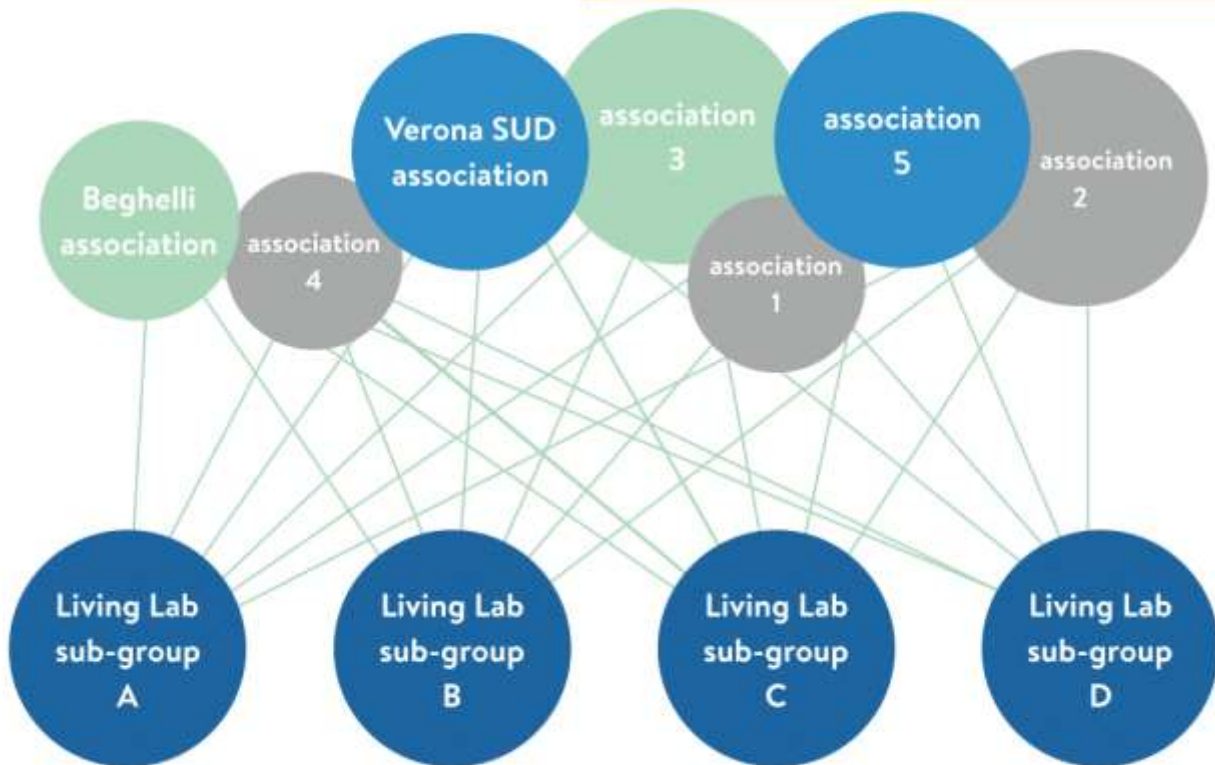 Beghelli
association
association
4
Verona SUD
association
association
3
association
1
association
5
association
2
Living Lab
sub-group
A
Living Lab
sub-group
B
Living Lab
sub-group
C
Living Lab
sub-group
D